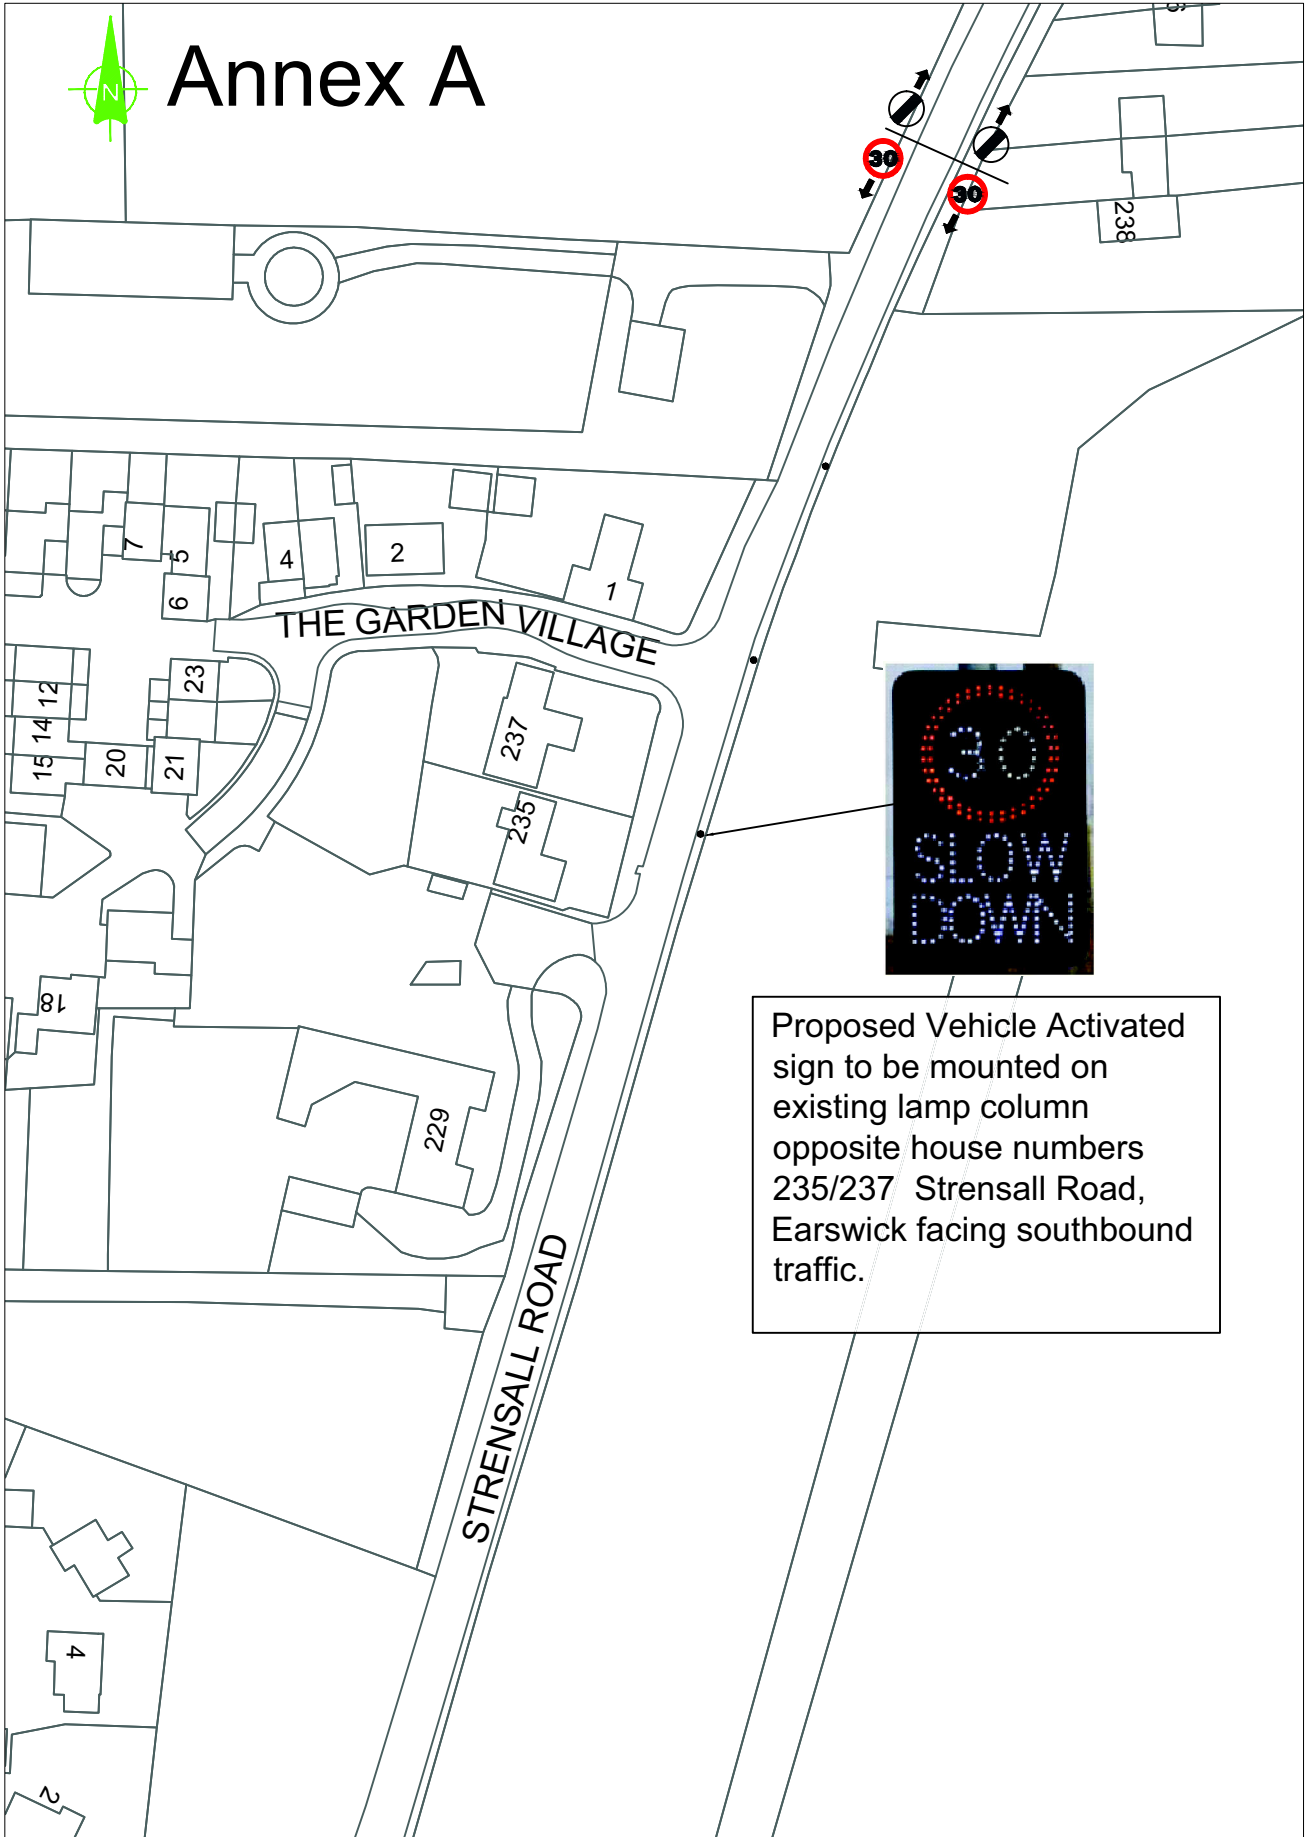 Annex A
N
30
30
238
7
5
4
2
1
6
THE GARDEN VILLAGE
12
23
14
15
20
21
237
235
30
SLOW
DOWN
18
229
Proposed Vehicle Activated
sign to be mounted on
existing lamp column
opposite house numbers
235/237 Strensall Road,
Earswick facing southbound
traffic.
STRENSALL ROAD
4
2